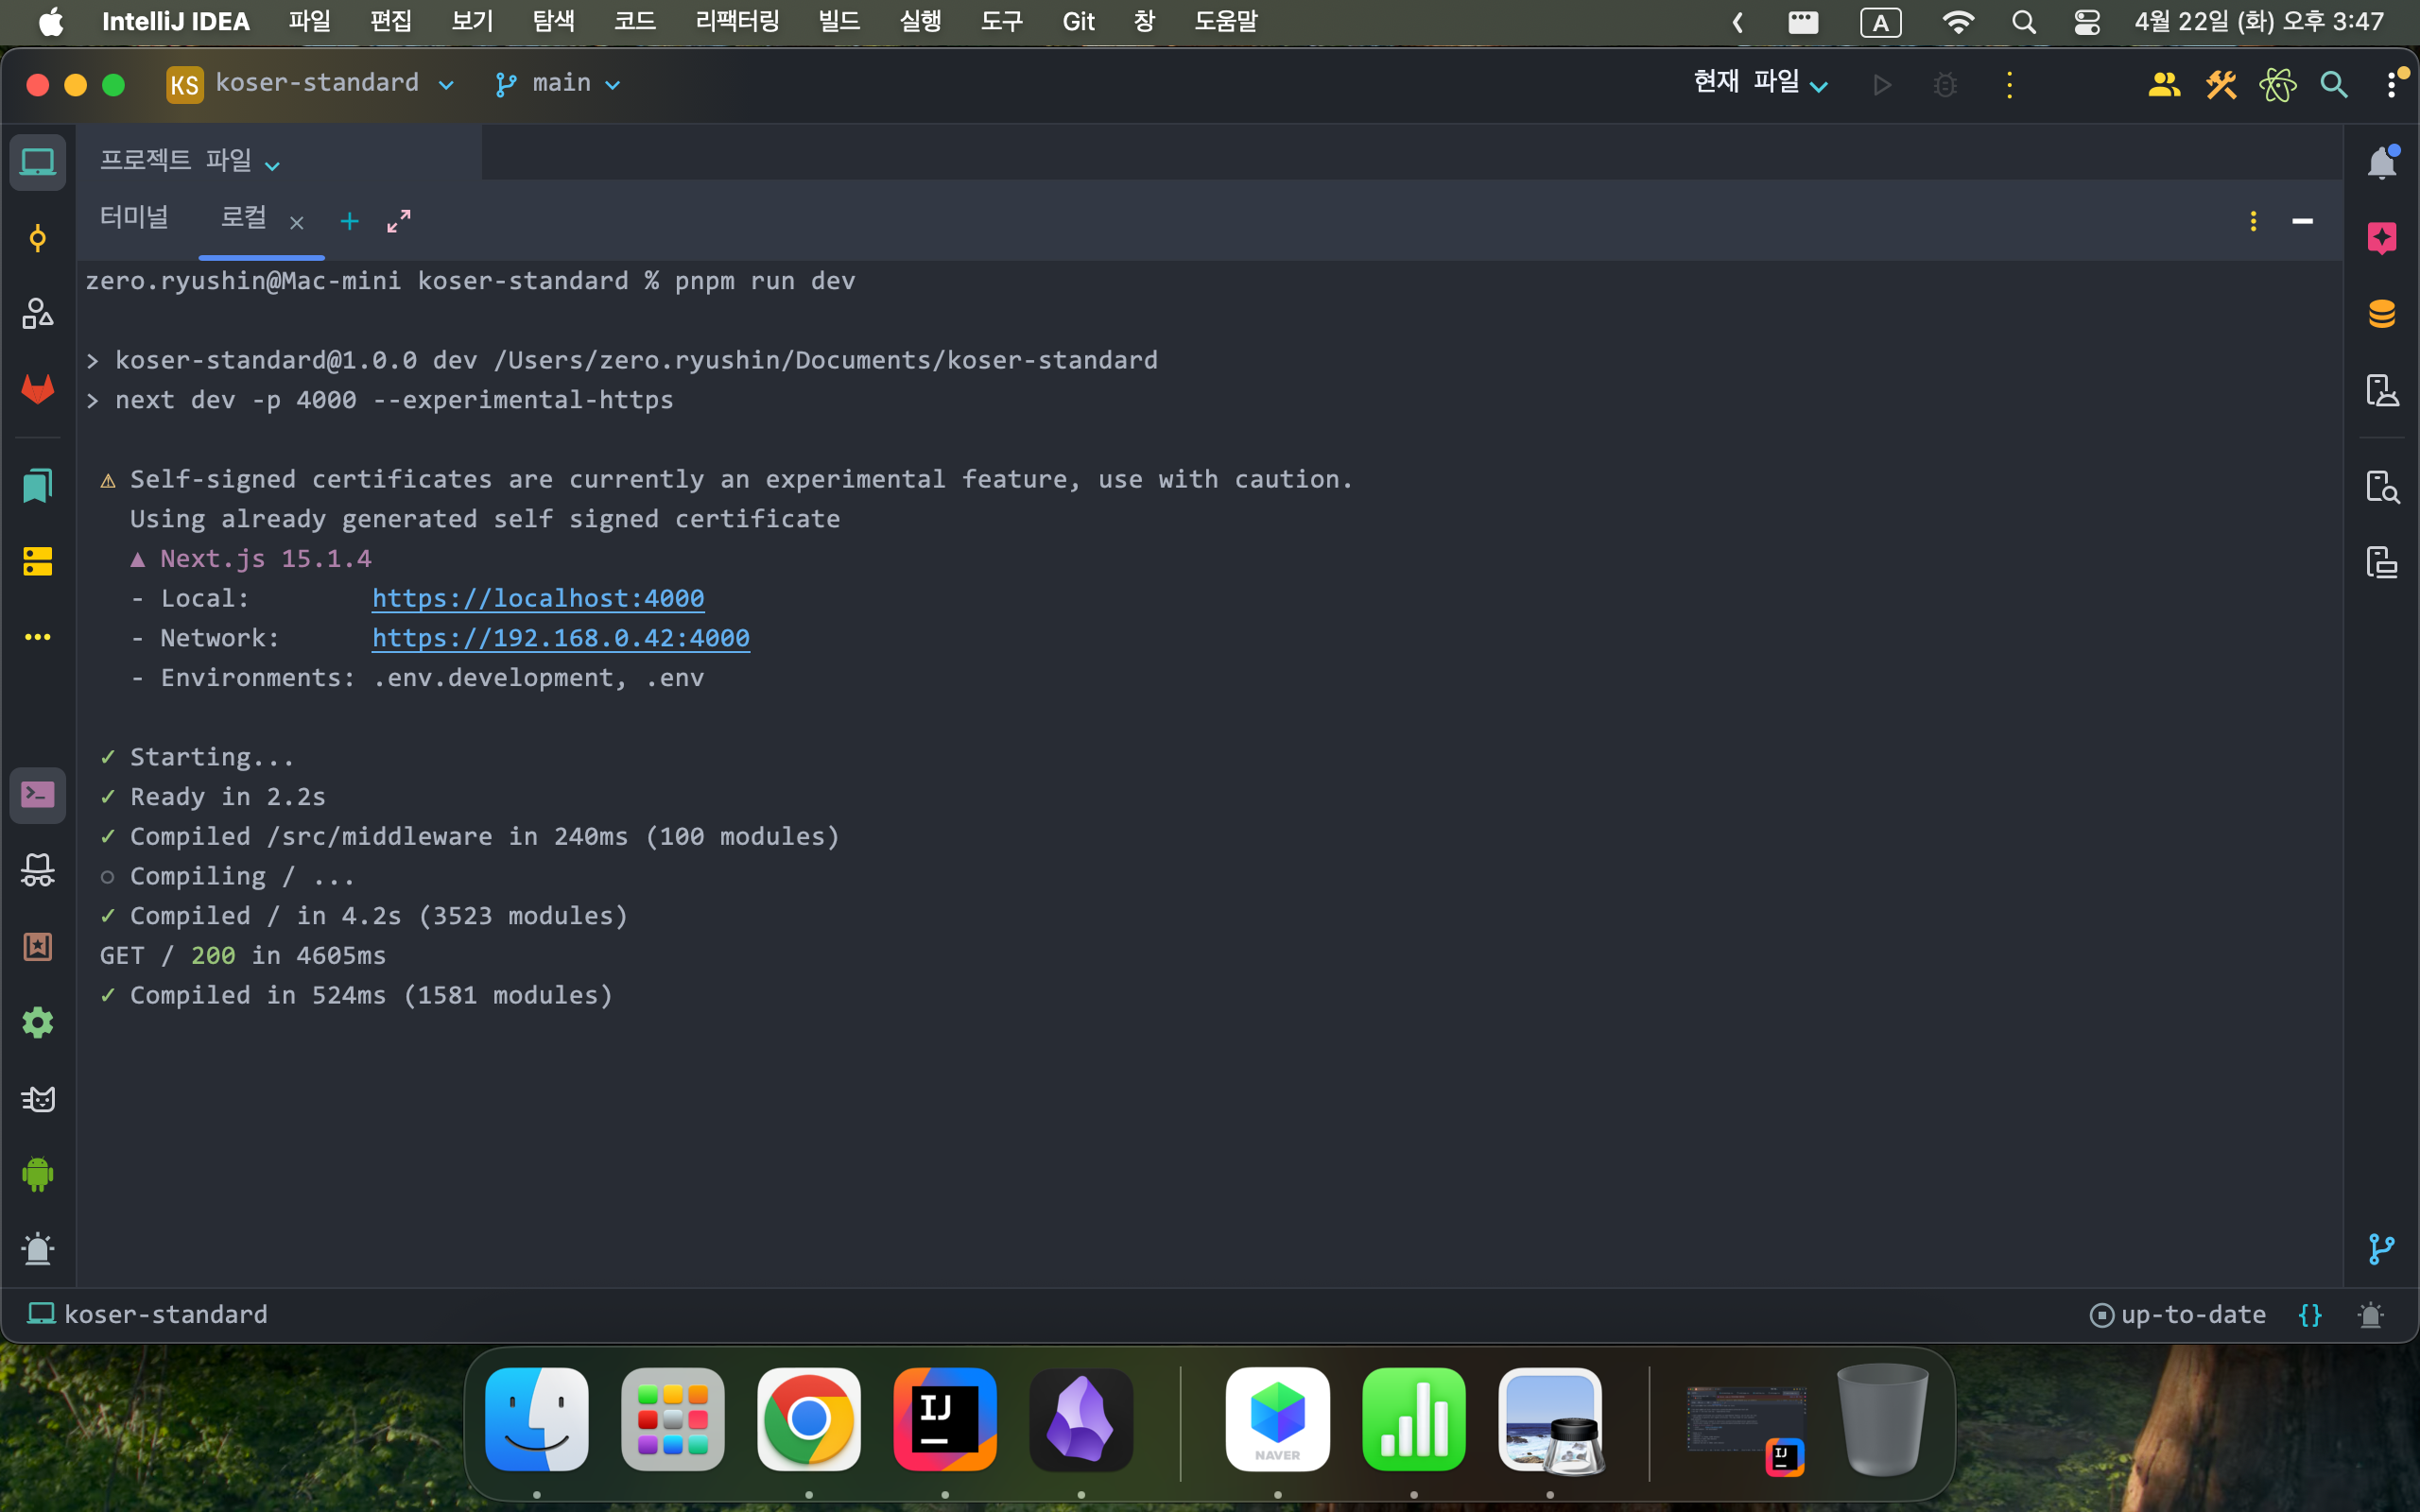 IntelliJ IDEA 파일 편집 보기 탐색 코드 리팩터링 빌드 실행 도구 Git 창 도움말 A 4월 22일 (화) 오후 3:47
KS koser-standard main 현재 파일
프로젝트 파일
터미널 로컬
zero.ryushin@Mac-mini koser-standard % pnpm run dev
> koser-standard@1.0.0 dev /Users/zero.ryushin/Documents/koser-standard
> next dev -p 4000 --experimental-https
⚠ Self-signed certificates are currently an experimental feature, use with caution.
Using already generated self signed certificate
▲ Next.js 15.1.4
- Local: https://localhost:4000
- Network: https://192.168.0.42:4000
- Environments: .env.development, .env
✓ Starting...
✓ Ready in 2.2s
✓ Compiled /src/middleware in 240ms (100 modules)
○ Compiling / ...
✓ Compiled / in 4.2s (3523 modules)
GET / 200 in 4605ms
✓ Compiled in 524ms (1581 modules)
koser-standard up-to-date {}
IJ NAVER IJ